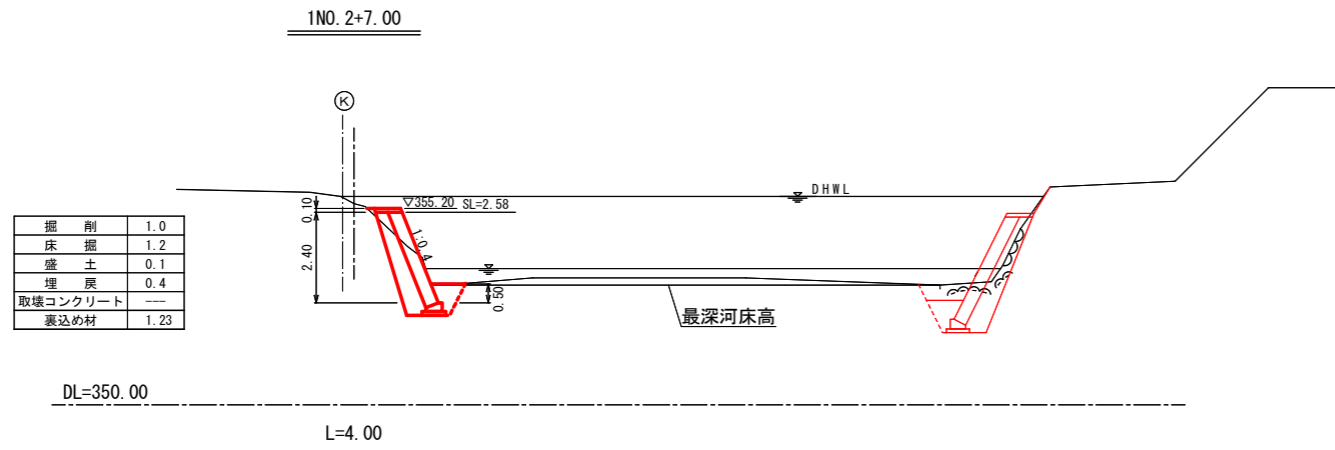 1NO.2+7.00
K
DHWL
▽355.20 SL=2.58
0.10
1:0.4
2.40
0.50
掘 削 1.0
床 掘 1.2
盛 土 0.1
埋 戻 0.4
取壊コンクリート ---
裏込め材 1.23
最深河床高
DL=350.00
L=4.00